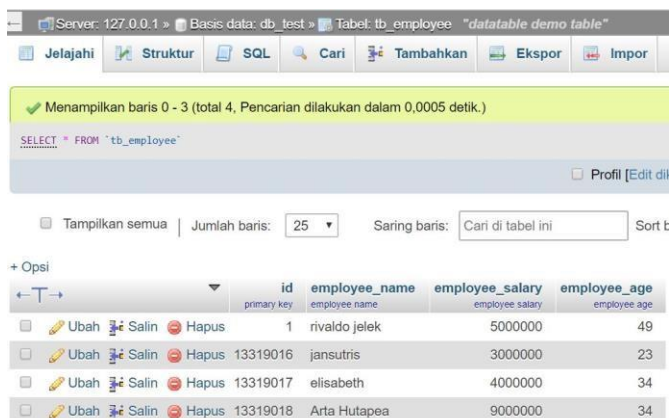 Server: 127.0.0.1 » Basis data: db_test » Tabel: tb_employee "datatable demo table"
Jelajahi Struktur SQL Cari Tambahkan Ekspor Impor
Menampilkan baris 0 - 3 (total 4, Pencarian dilakukan dalam 0,0005 detik.)
SELECT * FROM `tb_employee`
Profil [Edit dik
Tampilkan semua | Jumlah baris: 25 Saring baris: Cari di tabel ini Sort b
+ Opsi
←T→ id employee_name employee_salary employee_age
primary key employee name employee salary employee age
Ubah Salin Hapus 1 rivaldo jelek 5000000 49
Ubah Salin Hapus 13319016 jansutris 3000000 23
Ubah Salin Hapus 13319017 elisabeth 4000000 34
Ubah Salin Hapus 13319018 Arta Hutapea 9000000 34